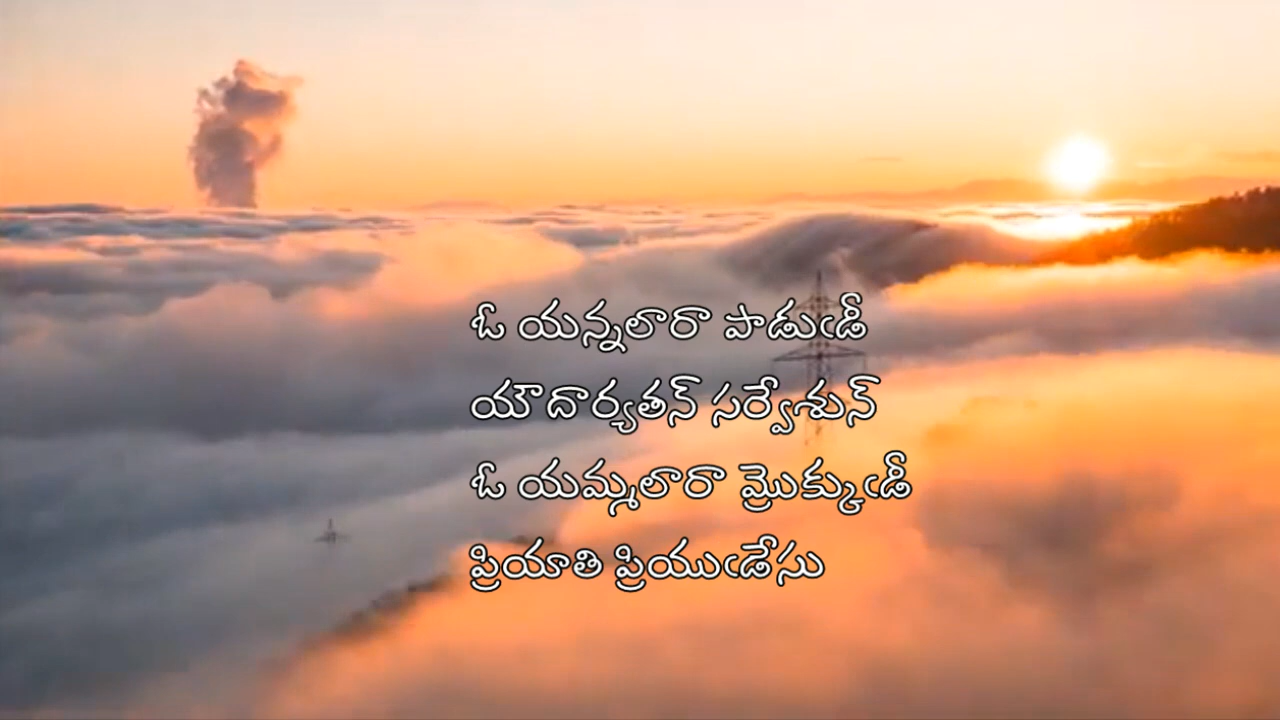 ఓ యన్నలారా పాడుఁడీ
యౌదార్యతన్ సర్వేశున్
ఓ యమ్మలారా మ్రొక్కుఁడీ
ప్రియాతి ప్రియుఁడేసు